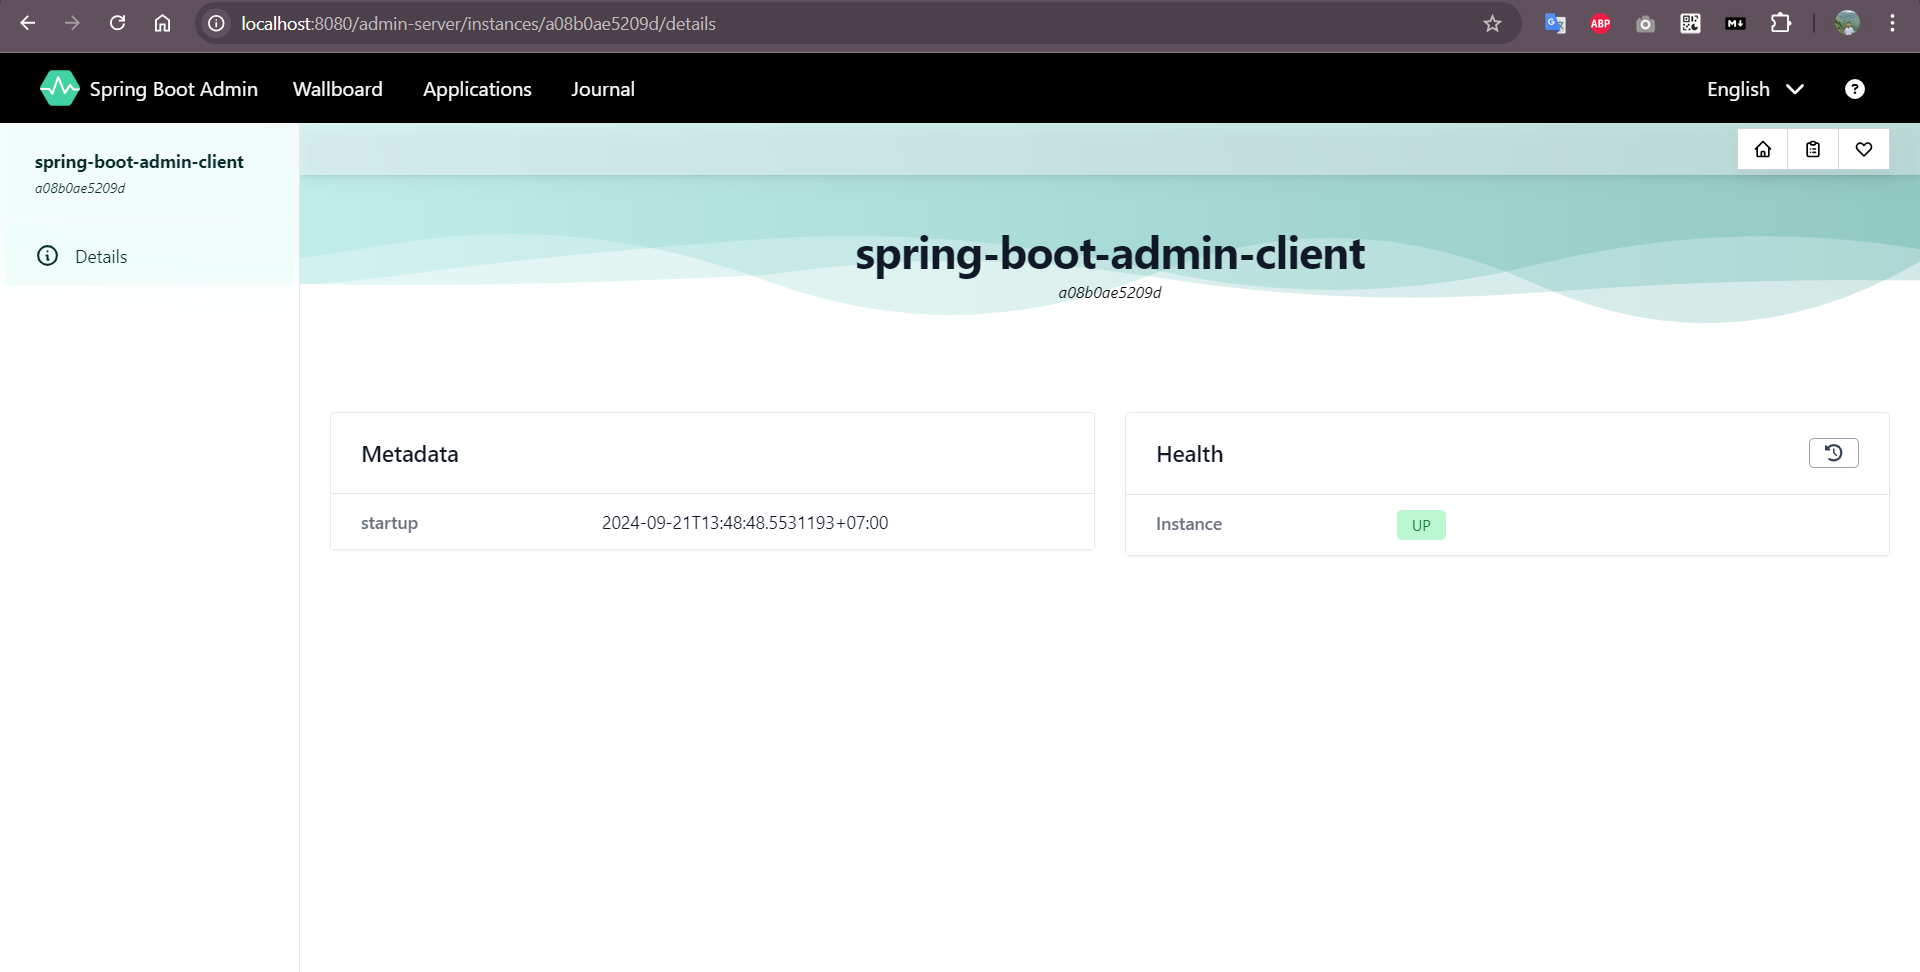 localhost:8080/admin-server/instances/a08b0ae5209d/details
ABP
M
Spring Boot Admin Wallboard Applications Journal English ?
spring-boot-admin-client
a08b0ae5209d
Details
spring-boot-admin-client
a08b0ae5209d
Metadata
startup 2024-09-21T13:48:48.5531193+07:00
Health
Instance UP